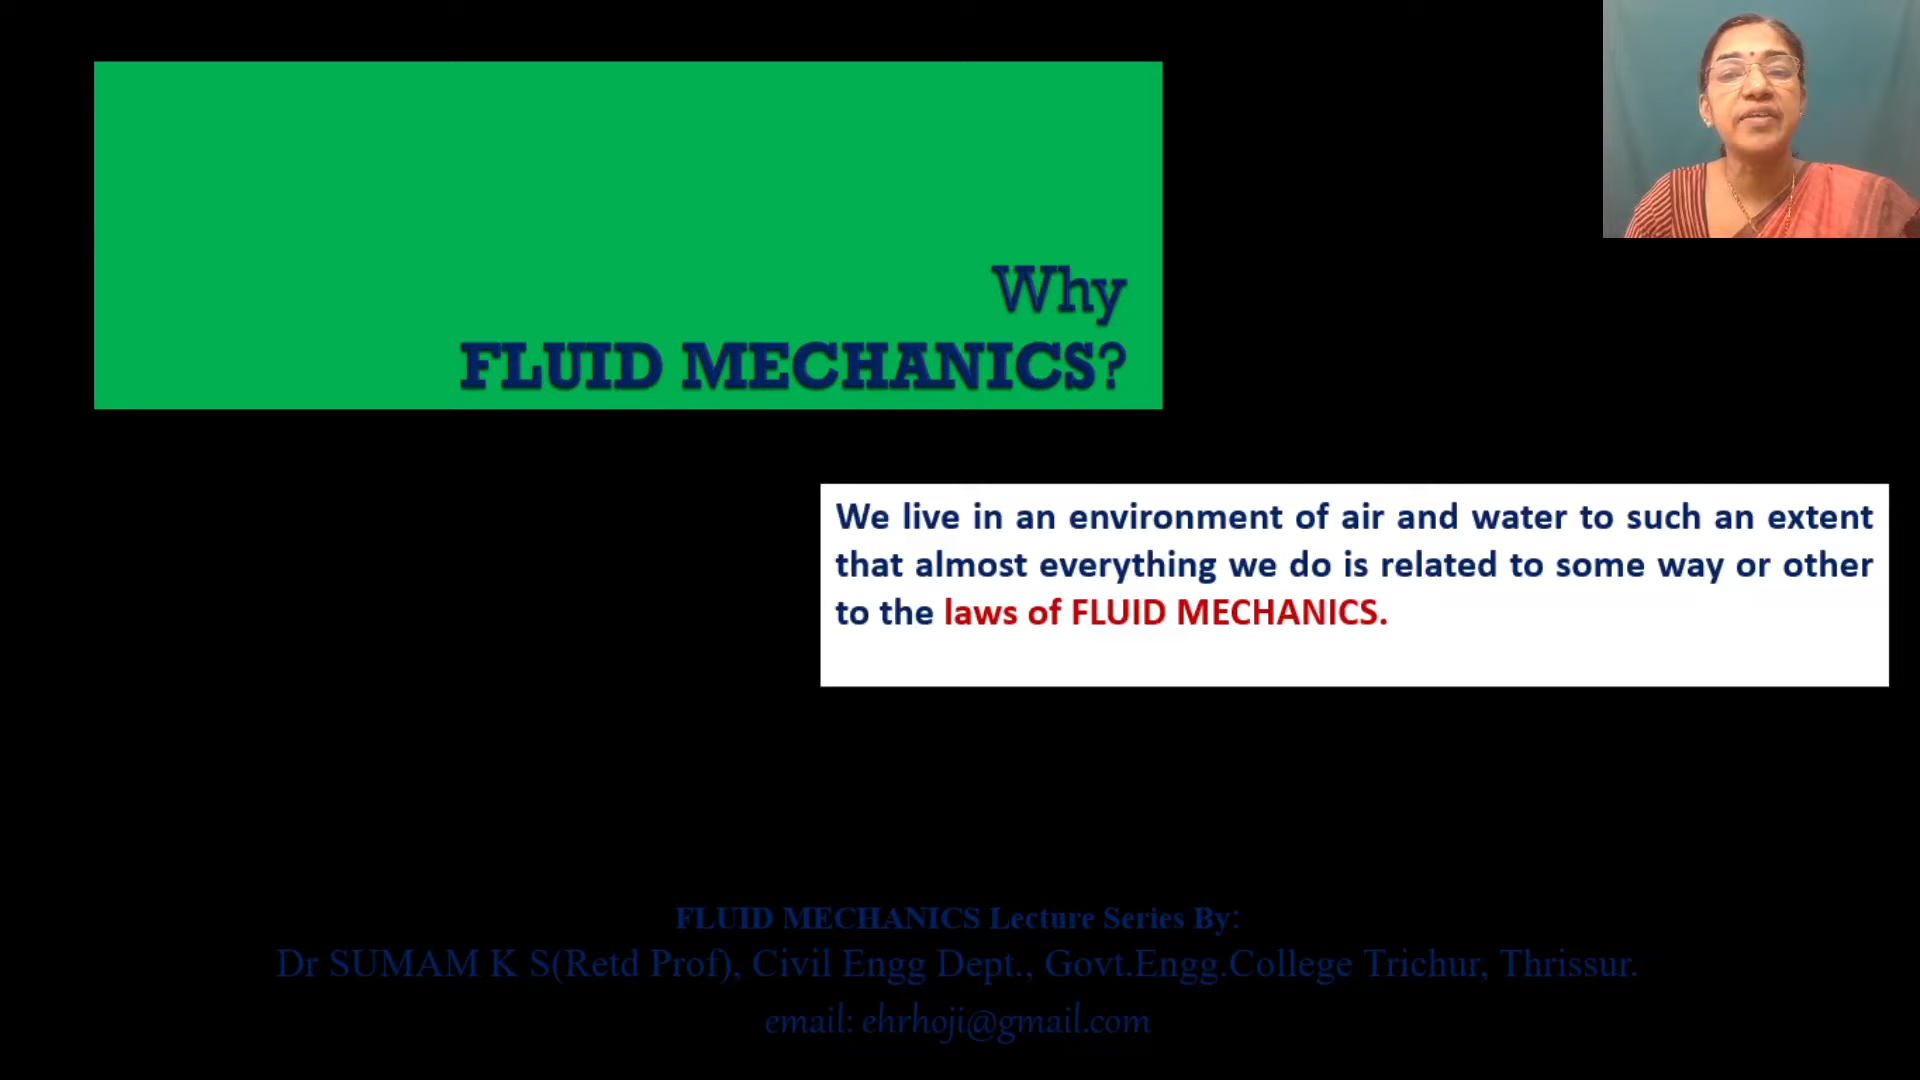 Why
FLUID MECHANICS?
We live in an environment of air and water to such an extent
that almost everything we do is related to some way or other
to the laws of FLUID MECHANICS.
FLUID MECHANICS Lecture Series By:
Dr SUMAM K S(Retd Prof), Civil Engg Dept., Govt.Engg.College Trichur, Thrissur.
email: ehrhoji@gmail.com